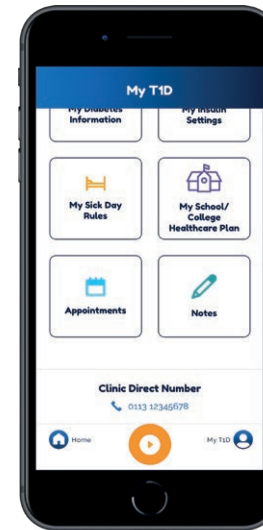 My T1D
My Diabetes
Information
My Insulin
Settings
My Sick Day
Rules
My School/
College
Healthcare Plan
Appointments
Notes
Clinic Direct Number
0113 12345678
Home
My T1D